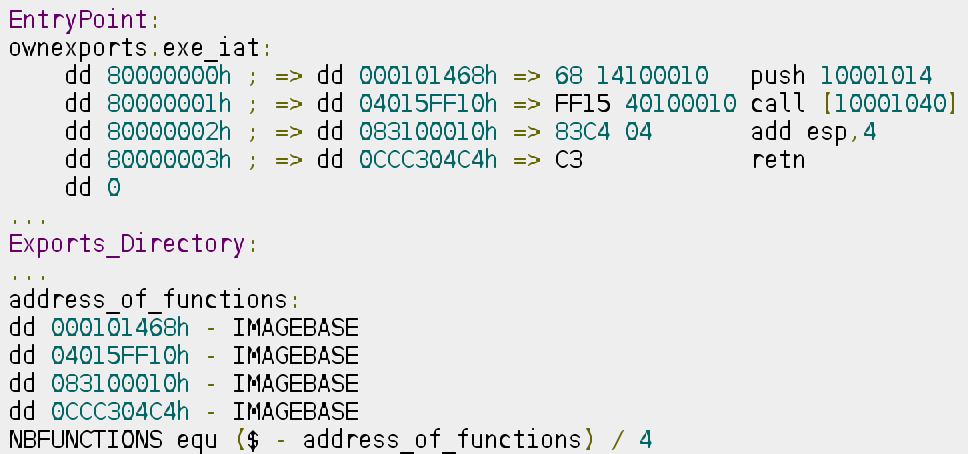 EntryPoint:
ownexports.exe_iat:
    dd 80000000h ; => dd 000101468h => 68 14100010   push 10001014
    dd 80000001h ; => dd 04015FF10h => FF15 40100010 call [10001040]
    dd 80000002h ; => dd 083100010h => 83C4 04       add esp,4
    dd 80000003h ; => dd 0CCC304C4h => C3            retn
    dd 0
...
Exports_Directory:
...
address_of_functions:
dd 000101468h - IMAGEBASE
dd 04015FF10h - IMAGEBASE
dd 083100010h - IMAGEBASE
dd 0CCC304C4h - IMAGEBASE
NBFUNCTIONS equ ($ - address_of_functions) / 4